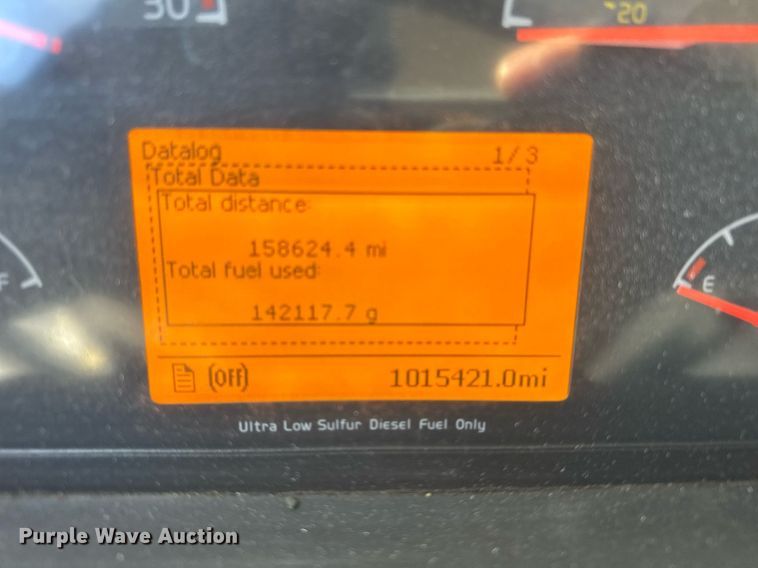 30
-20
Datalog 1/3
Total Data
Total distance:
158624.4 mi
Total fuel used:
142117.7 g
(OFF) 1015421.0mi
F
E
Ultra Low Sulfur Diesel Fuel Only
Purple Wave Auction